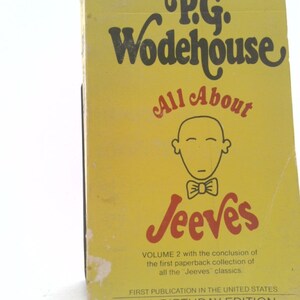 P.G.
Wodehouse
All About
Jeeves
VOLUME 2 with the conclusion of
the first paperback collection of
all the 'Jeeves' classics.
FIRST PUBLICATION IN THE UNITED STATES
EDITION